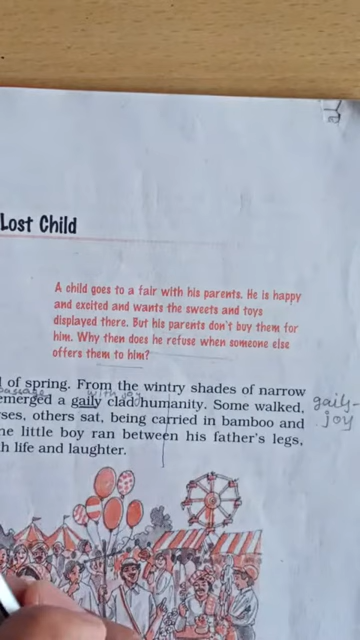 Lost Child
A child goes to a fair with his parents. He is happy
and excited and wants the sweets and toys
displayed there. But his parents don't buy them for
him. Why then does he refuse when someone else
offers them to him?
of spring. From the wintry shades of narrow
with joy
emerged a gaily clad humanity. Some walked, gaily-
others sat, being carried in bamboo and joy
little boy ran between his father's legs,
life and laughter.